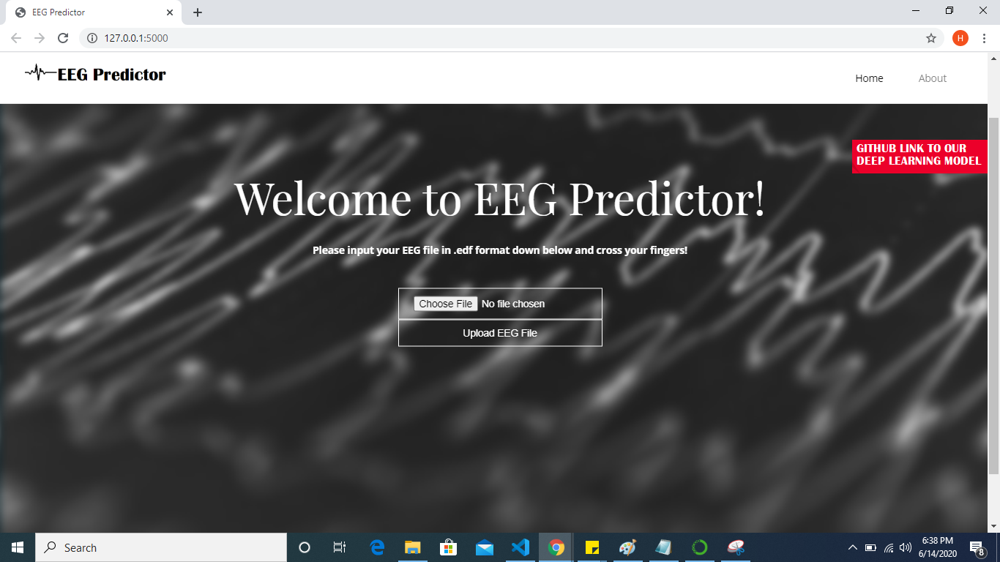 EEG Predictor
127.0.0.1:5000
H
EEG Predictor
Home
About
GITHUB LINK TO OUR
DEEP LEARNING MODEL
Welcome to EEG Predictor!
Please input your EEG file in .edf format down below and cross your fingers!
Choose File No file chosen
Upload EEG File
Search
6:38 PM
6/14/2020
8